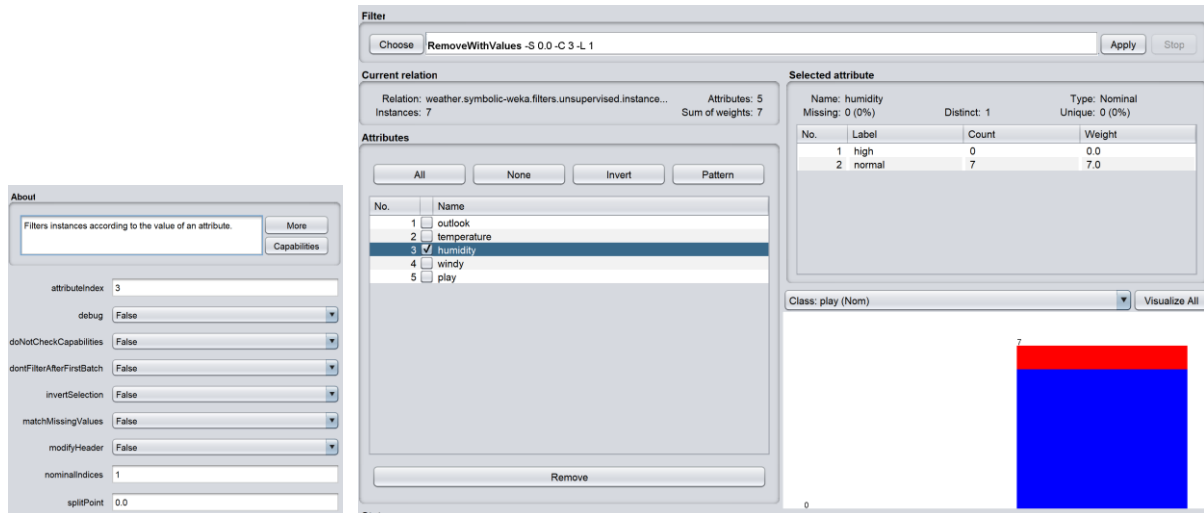 About
Filters instances according to the value of an attribute.
More
Capabilities
attributeIndex 3
debug False
doNotCheckCapabilities False
dontFilterAfterFirstBatch False
invertSelection False
matchMissingValues False
modifyHeader False
nominalIndices 1
splitPoint 0.0
Filter
Choose RemoveWithValues -S 0.0 -C 3 -L 1 Apply Stop
Current relation
Relation: weather.symbolic-weka.filters.unsupervised.instance... Attributes: 5
Instances: 7 Sum of weights: 7
Attributes
All None Invert Pattern
No. Name
1 outlook
2 temperature
3 humidity
4 windy
5 play
Remove
Selected attribute
Name: humidity Type: Nominal
Missing: 0 (0%) Distinct: 1 Unique: 0 (0%)
No. Label Count Weight
1 high 0 0.0
2 normal 7 7.0
Class: play (Nom) Visualize All
7
0